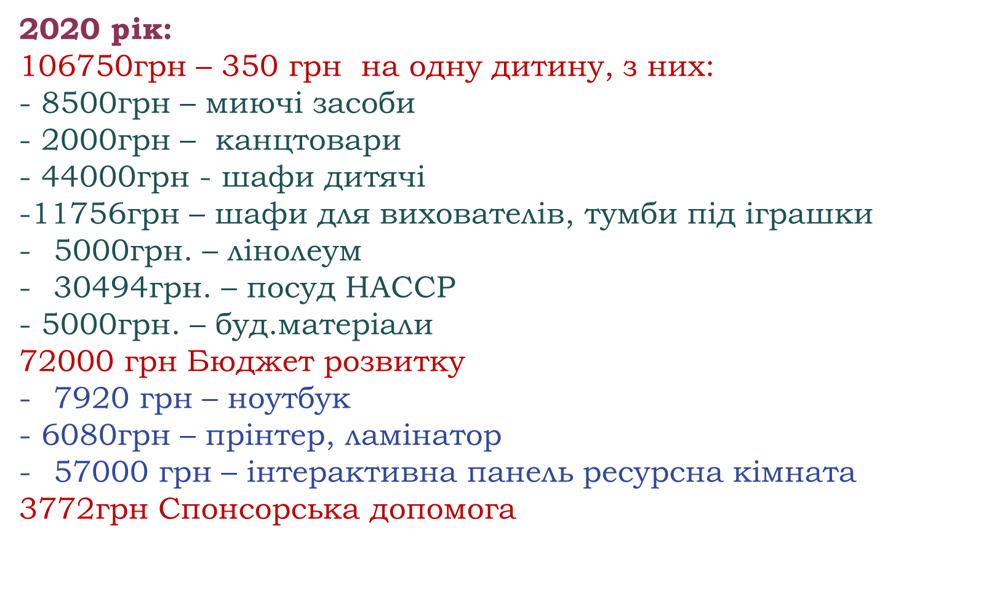 2020 рік:
106750грн – 350 грн  на одну дитину, з них:
- 8500грн – миючі засоби
- 2000грн –  канцтовари
- 44000грн - шафи дитячі
-11756грн – шафи для вихователів, тумби під іграшки
-  5000грн. – лінолеум
-  30494грн. – посуд НАССР
- 5000грн. – буд.матеріали
72000 грн Бюджет розвитку
-  7920 грн – ноутбук
- 6080грн – прінтер, ламінатор
-  57000 грн – інтерактивна панель ресурсна кімната
3772грн Спонсорська допомога